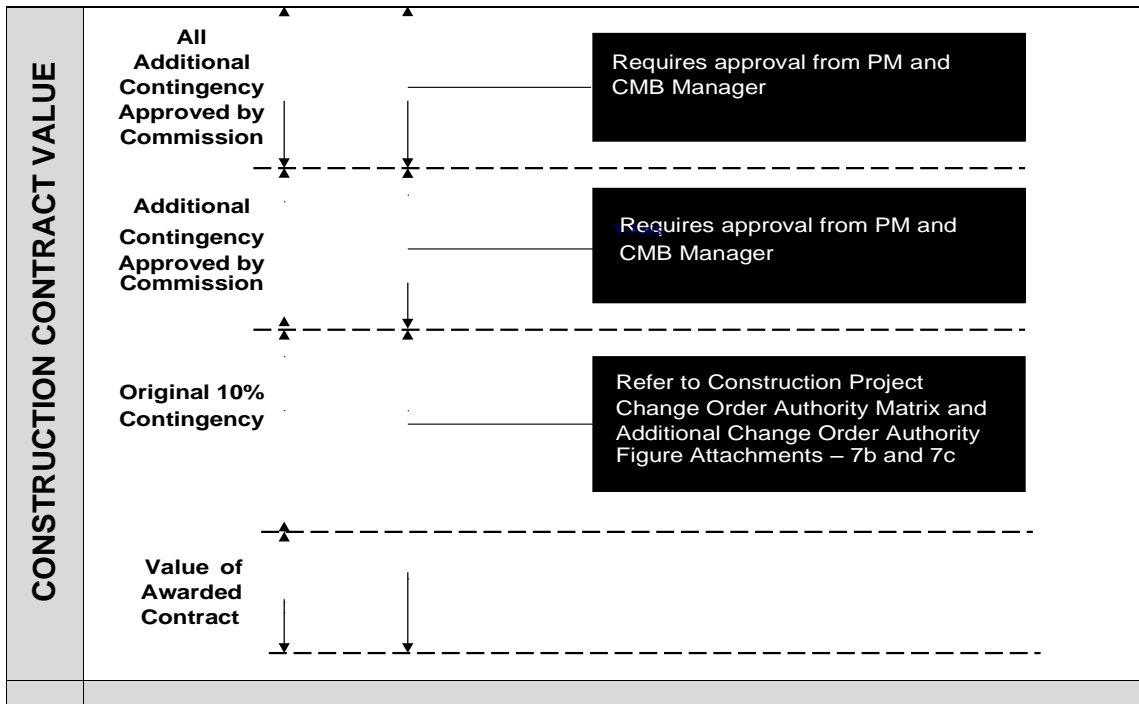 CONSTRUCTION CONTRACT VALUE
All
Additional
Contingency
Approved by
Commission
Requires approval from PM and
CMB Manager
Additional
Contingency
Approved by
Commission
Requires approval from PM and
CMB Manager
Original 10%
Contingency
Refer to Construction Project
Change Order Authority Matrix and
Additional Change Order Authority
Figure Attachments – 7b and 7c
Value of
Awarded
Contract